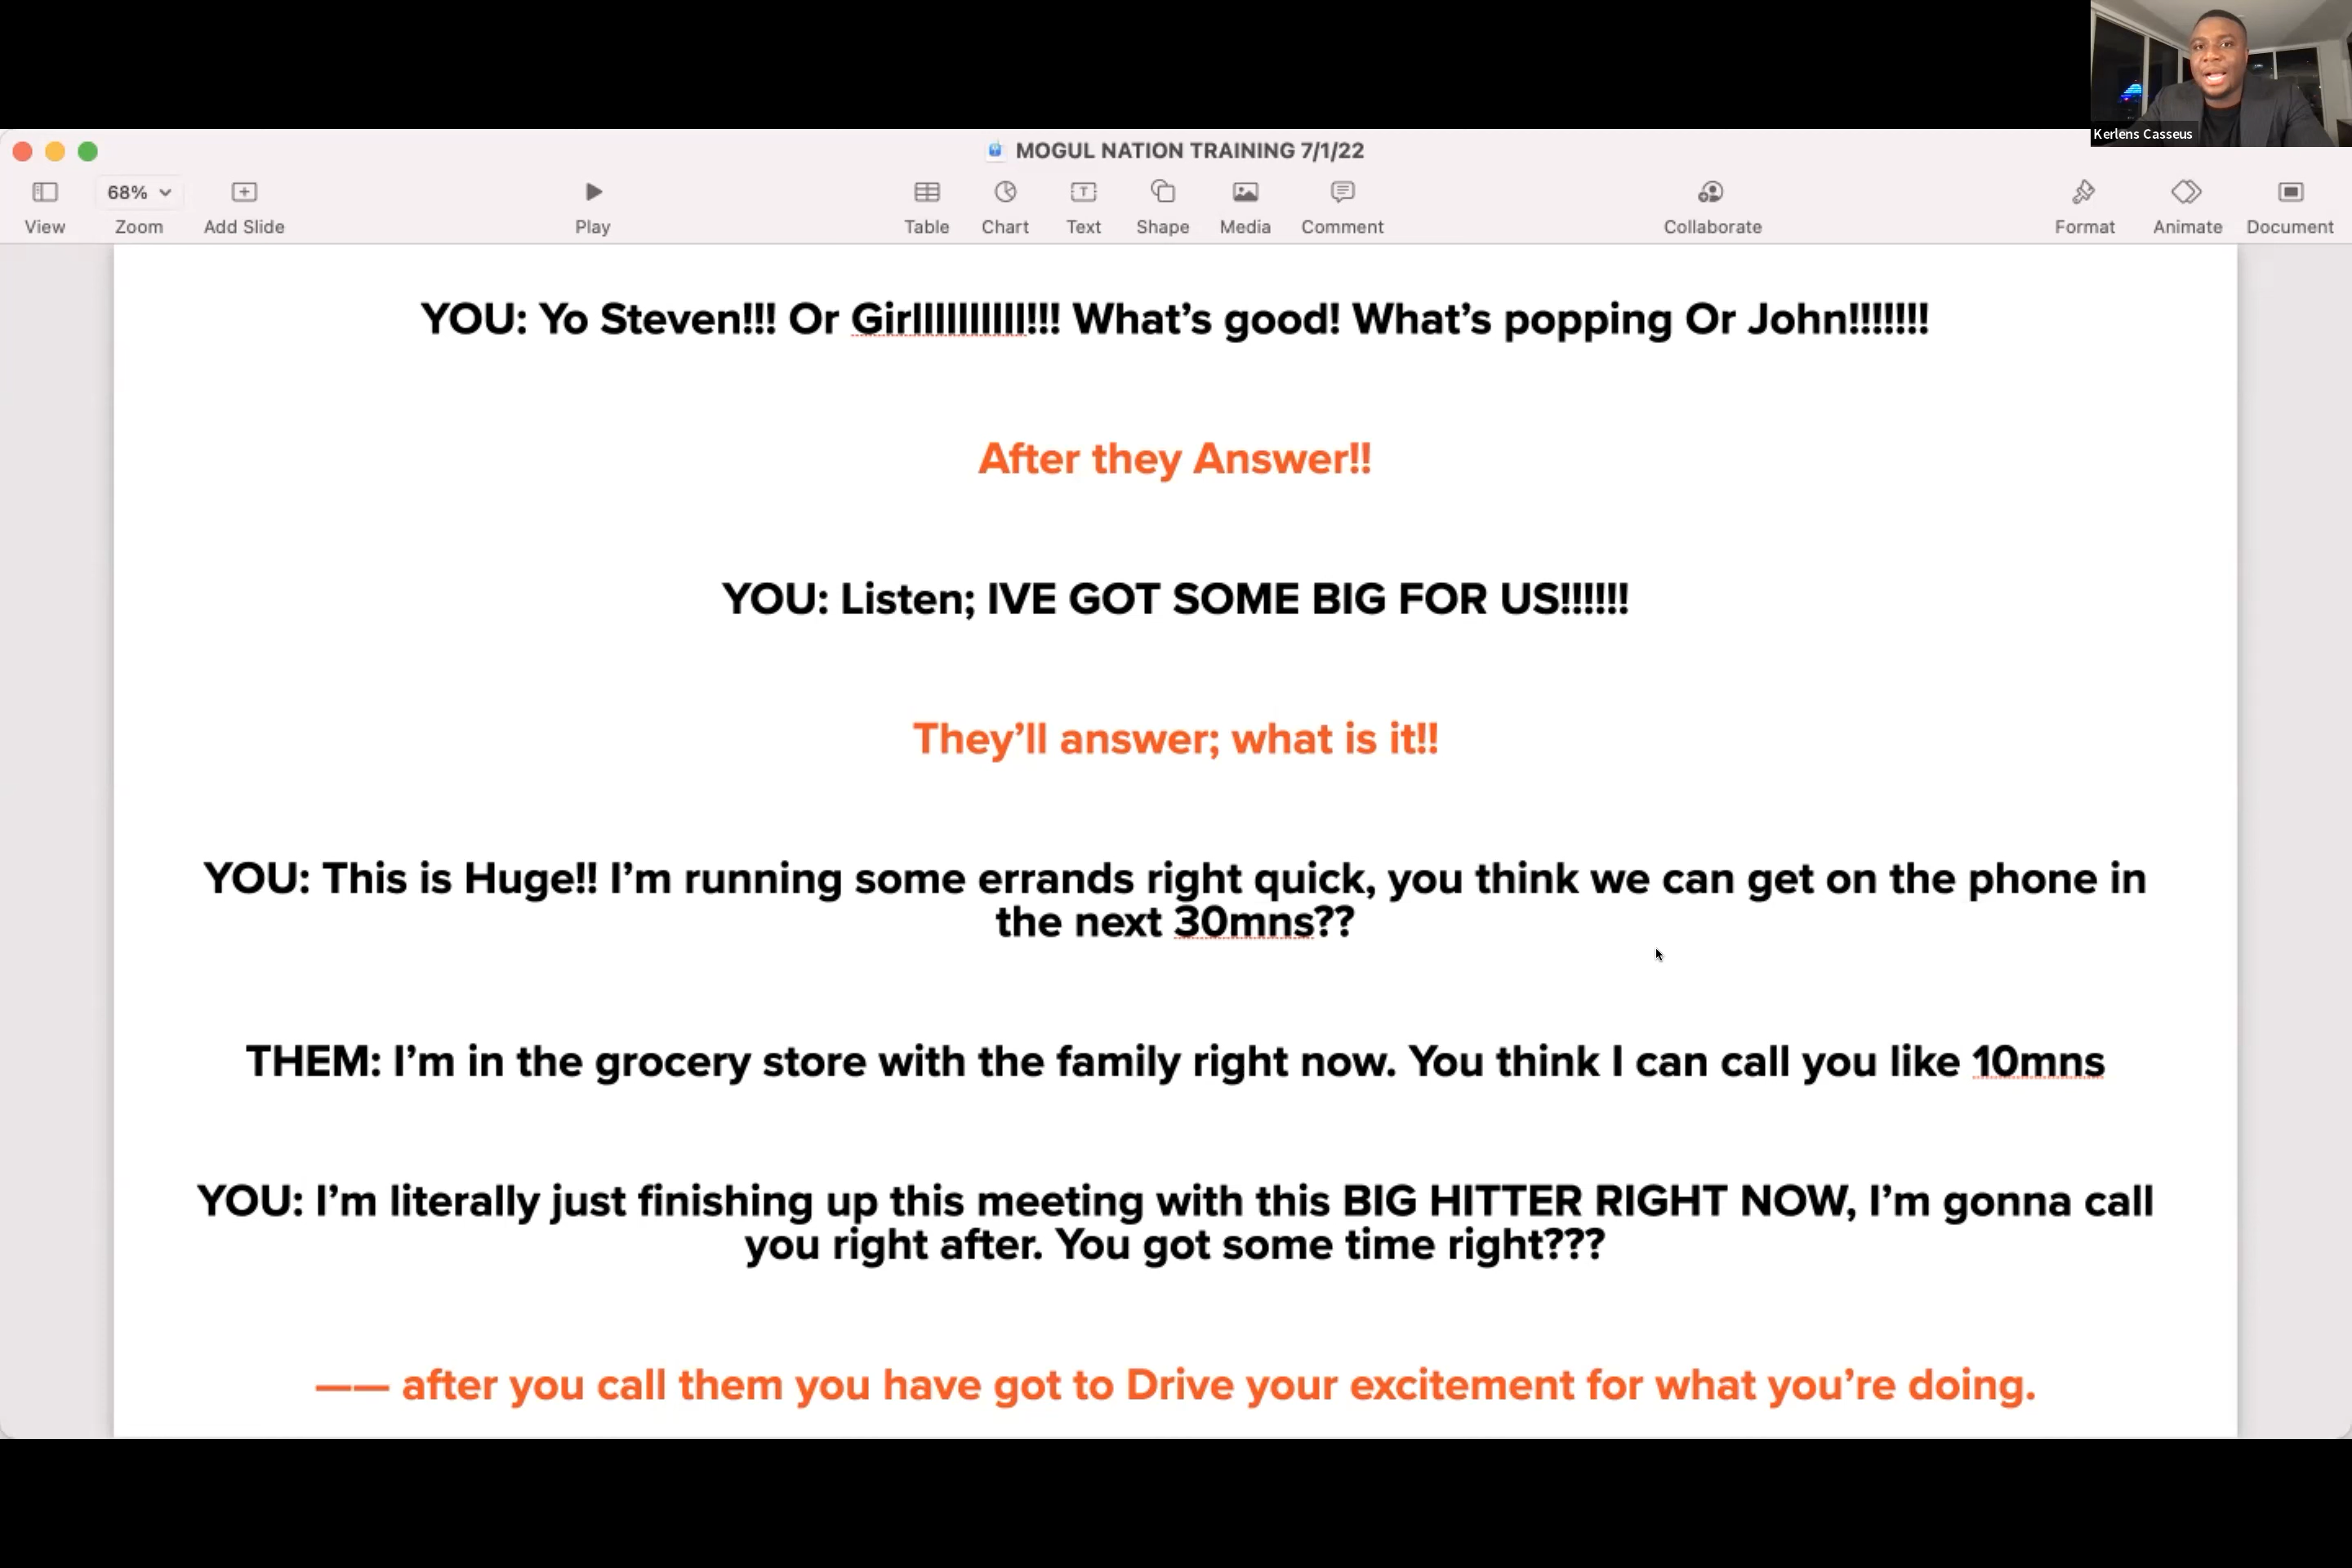 Kerlens Casseus
MOGUL NATION TRAINING 7/1/22
68%
View Zoom Add Slide Play Table Chart Text Shape Media Comment Collaborate Format Animate Document
YOU: Yo Steven!!! Or Girlllllllllll!!! What's good! What's popping Or John!!!!!!!
After they Answer!!
YOU: Listen; IVE GOT SOME BIG FOR US!!!!!!
They'll answer; what is it!!
YOU: This is Huge!! I'm running some errands right quick, you think we can get on the phone in
the next 30mns??
THEM: I'm in the grocery store with the family right now. You think I can call you like 10mns
YOU: I'm literally just finishing up this meeting with this BIG HITTER RIGHT NOW, I'm gonna call
you right after. You got some time right???
—— after you call them you have got to Drive your excitement for what you're doing.